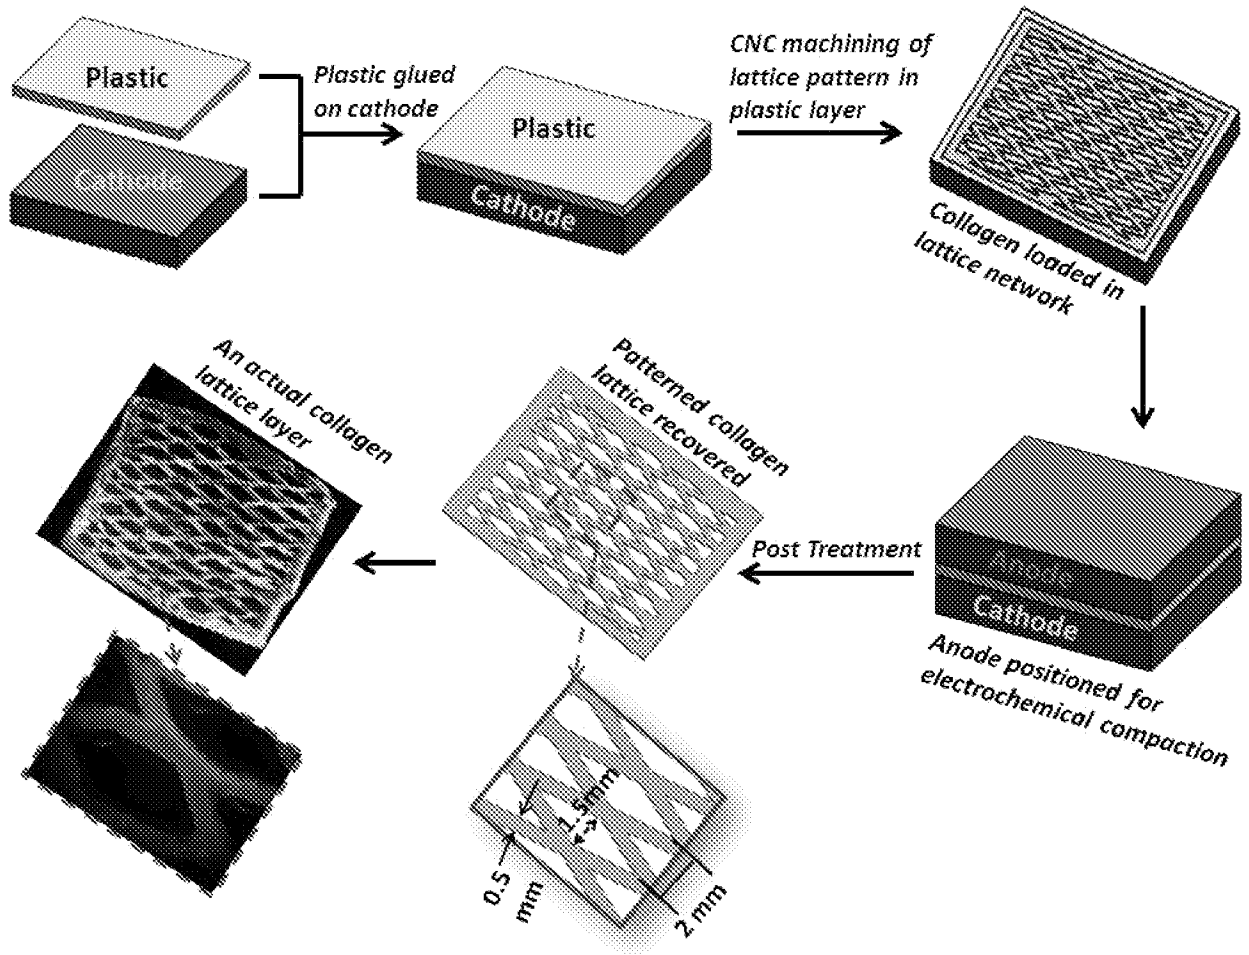 Plastic
Cathode
Plastic glued
on cathode
Plastic
Cathode
CNC machining of
lattice pattern in
plastic layer
Collagen loaded in
lattice network
Anode
Cathode
Anode positioned for
electrochemical compaction
Post Treatment
Patterned collagen
lattice recovered
An actual collagen
lattice layer
1.5mm
0.5
mm
2 mm